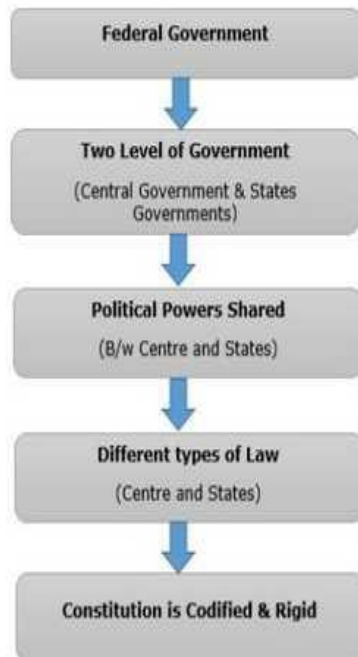 Federal Government
Two Level of Government
(Central Government & States
Governments)
Political Powers Shared
(B/w Centre and States)
Different types of Law
(Centre and States)
Constitution is Codified & Rigid